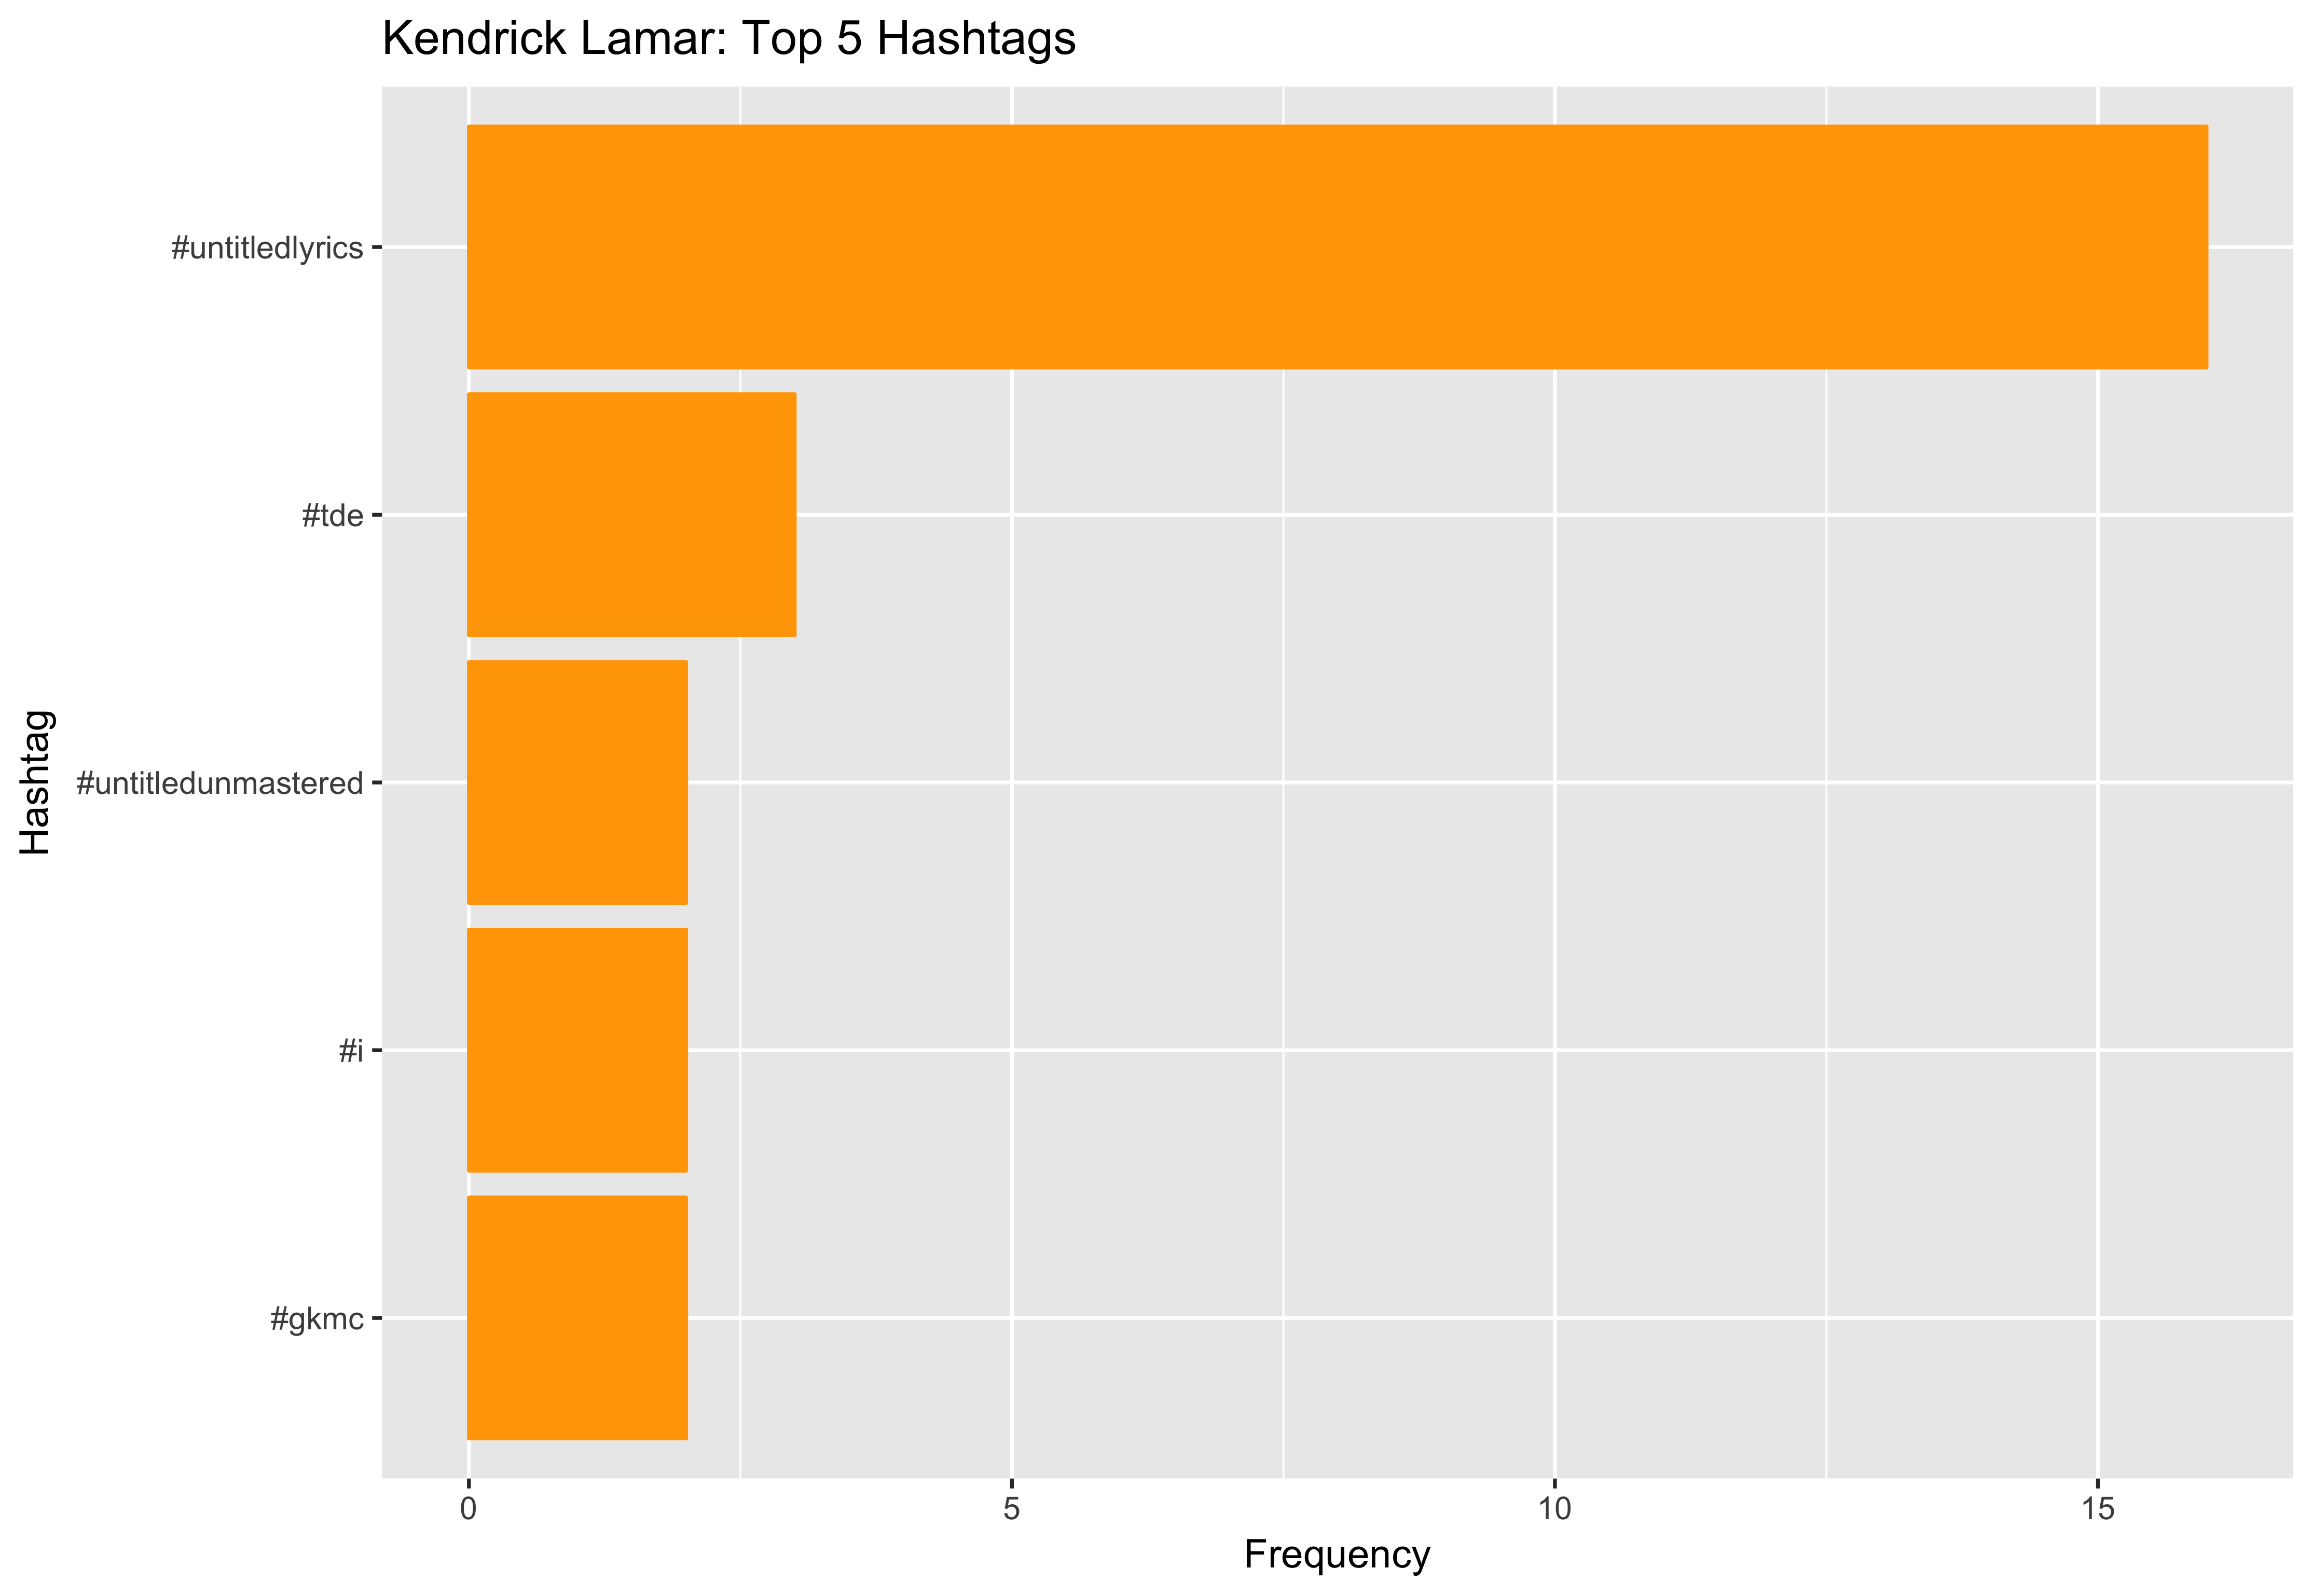 Kendrick Lamar: Top 5 Hashtags
Hashtag
#untitledlyrics
#tde
#untitledunmastered
#i
#gkmc
0 5 10 15
Frequency